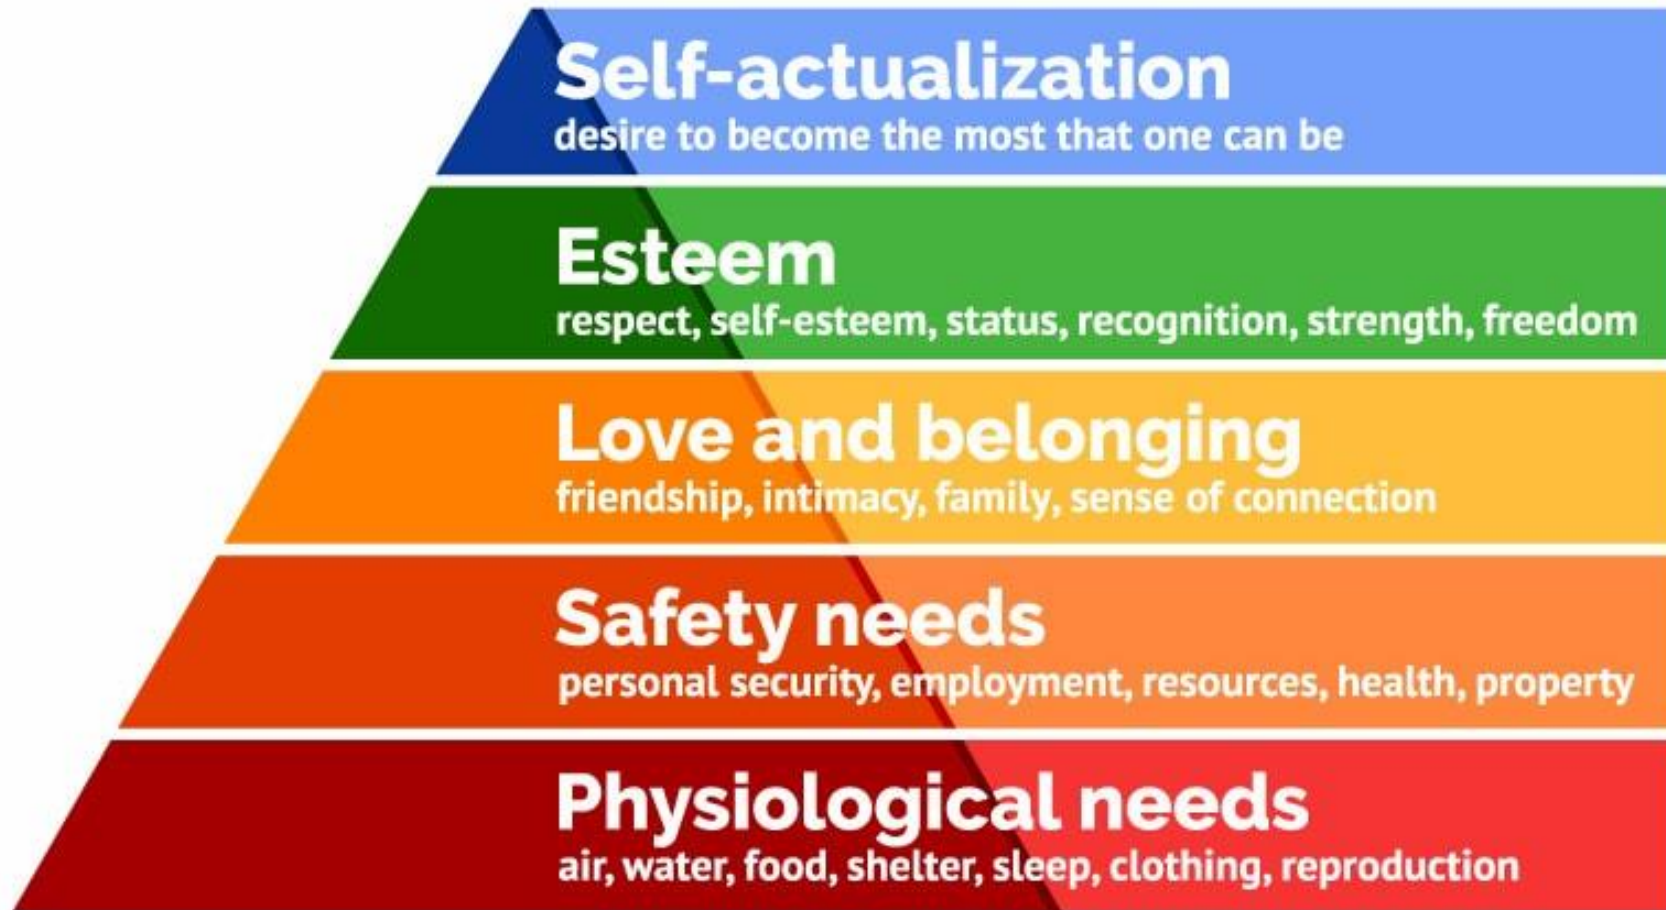 Self-actualization
desire to become the most that one can be
Esteem
respect, self-esteem, status, recognition, strength, freedom
Love and belonging
friendship, intimacy, family, sense of connection
Safety needs
personal security, employment, resources, health, property
Physiological needs
air, water, food, shelter, sleep, clothing, reproduction